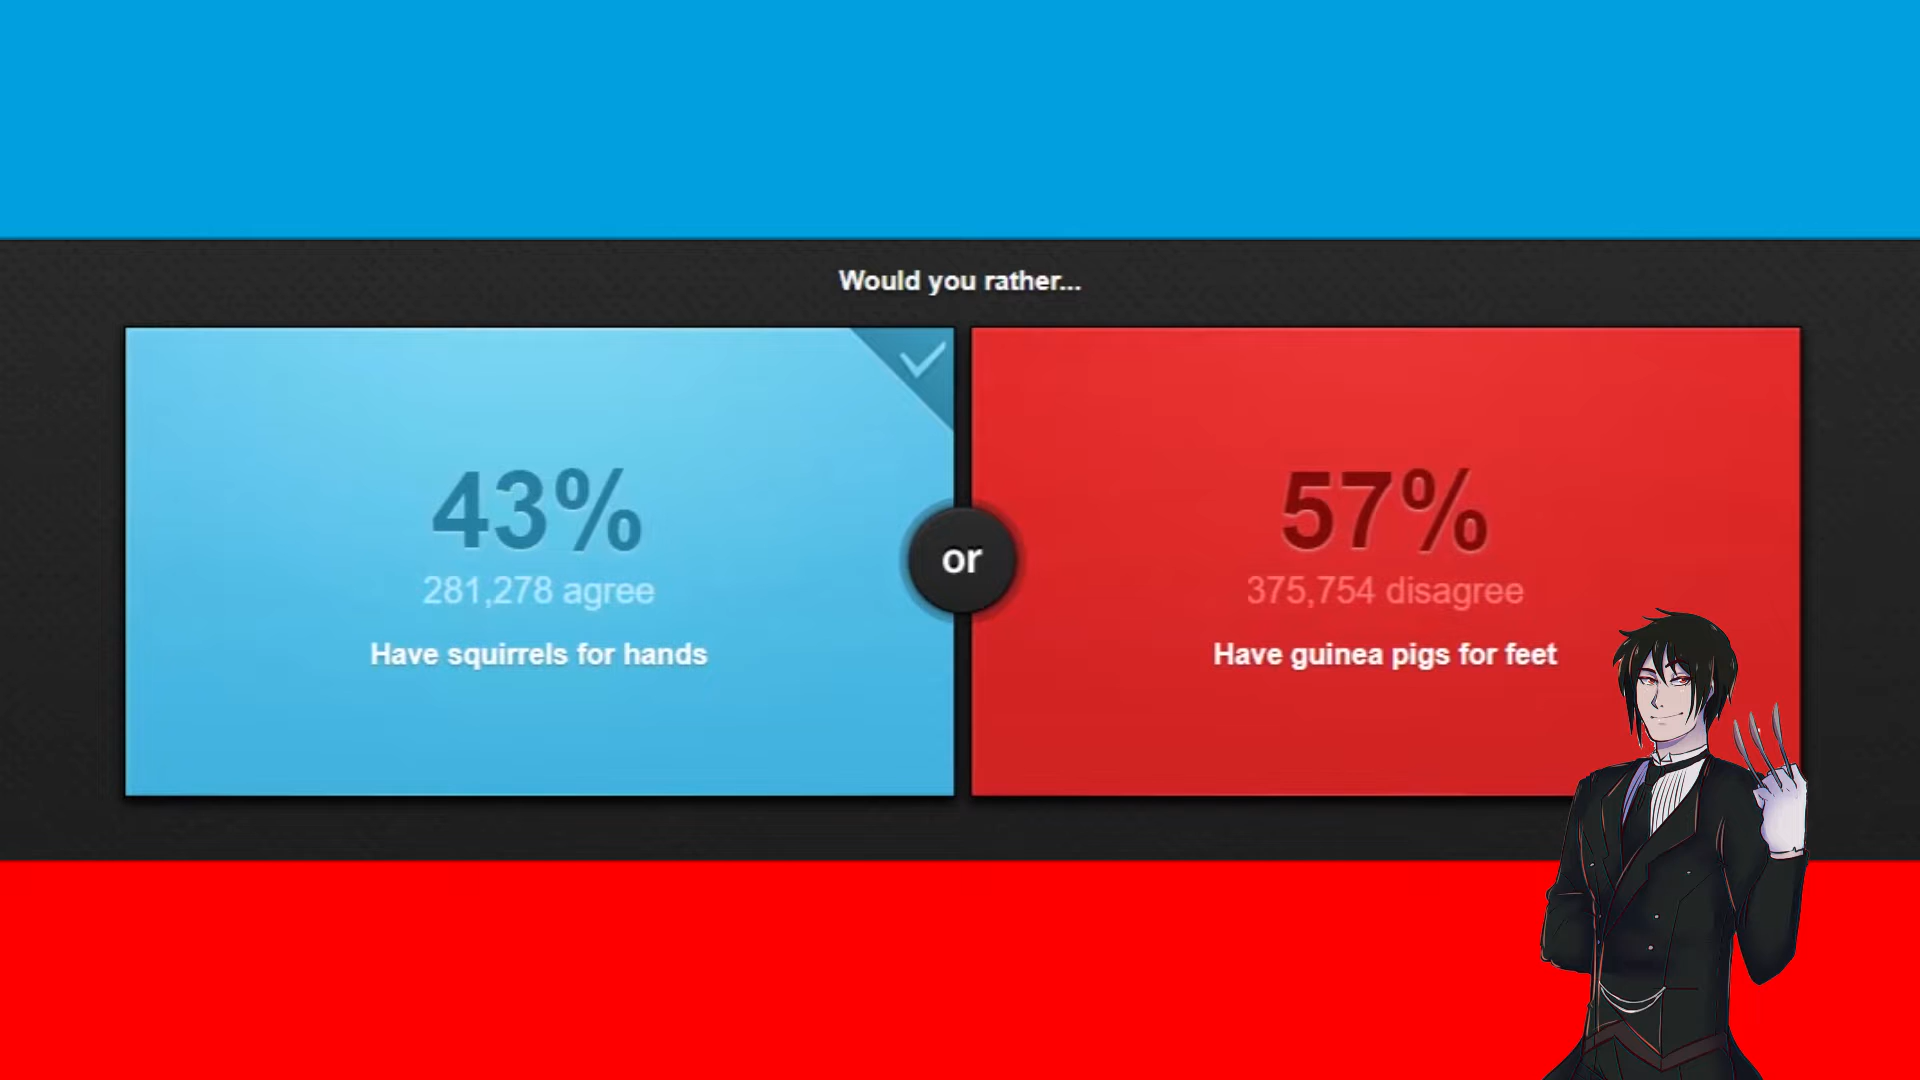 Would you rather...
43%
281,278 agree
Have squirrels for hands
or
57%
375,754 disagree
Have guinea pigs for feet